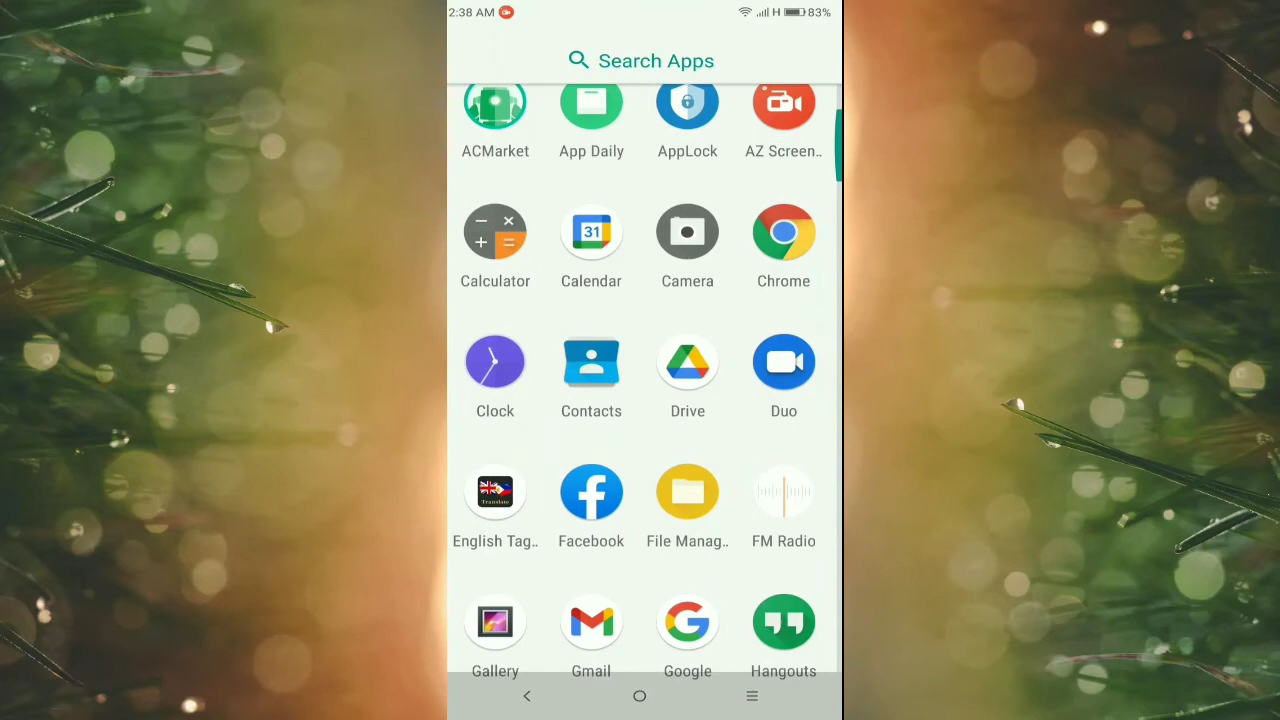 2:38 AM H 83%
Search Apps
ACMarket App Daily AppLock AZ Screen..
Calculator 31 Calendar Camera Chrome
Clock Contacts Drive Duo
Translate
English Tag.. Facebook File Manag.. FM Radio
Gallery Gmail Google Hangouts